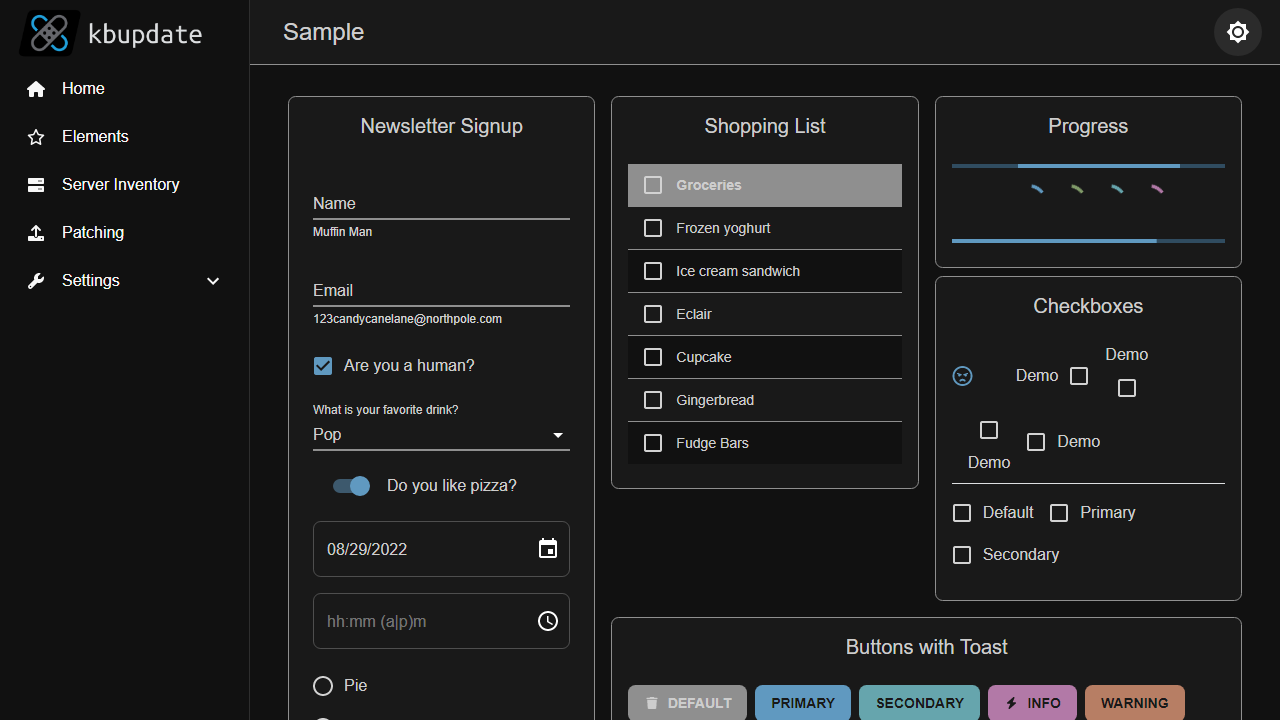 kbupdate
Sample
Home
Elements
Server Inventory
Patching
Settings
Newsletter Signup
Name
Muffin Man
Email
123candycanelane@northpole.com
Are you a human?
What is your favorite drink?
Pop
Do you like pizza?
08/29/2022
hh:mm (a|p)m
Pie
Shopping List
Groceries
Frozen yoghurt
Ice cream sandwich
Eclair
Cupcake
Gingerbread
Fudge Bars
Progress
Checkboxes
Demo
Demo
Demo
Demo
Default
Primary
Secondary
Buttons with Toast
DEFAULT PRIMARY SECONDARY INFO WARNING